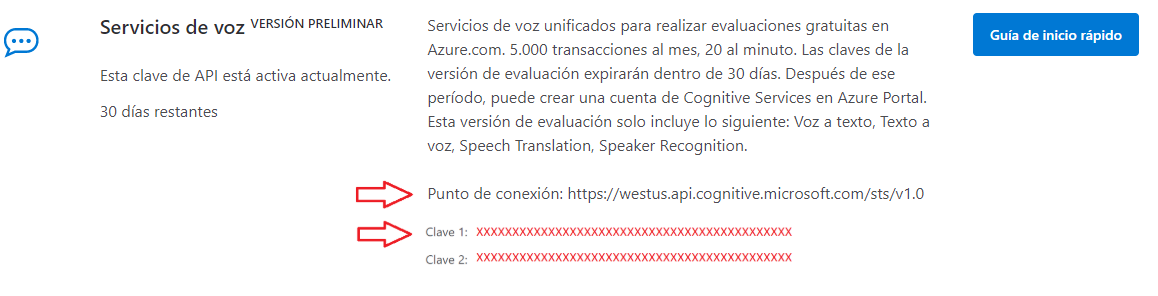 Servicios de voz VERSIÓN PRELIMINAR
Esta clave de API está activa actualmente.
30 días restantes
Servicios de voz unificados para realizar evaluaciones gratuitas en
Azure.com. 5.000 transacciones al mes, 20 al minuto. Las claves de la
versión de evaluación expirarán dentro de 30 días. Después de ese
período, puede crear una cuenta de Cognitive Services en Azure Portal.
Esta versión de evaluación solo incluye lo siguiente: Voz a texto, Texto a
voz, Speech Translation, Speaker Recognition.
Punto de conexión: https://westus.api.cognitive.microsoft.com/sts/v1.0
Clave 1: XXXXXXXXXXXXXXXXXXXXXXXXXXXXXXXXXXXXXXXXXXXX
Clave 2: XXXXXXXXXXXXXXXXXXXXXXXXXXXXXXXXXXXXXXXXXXXX
Guía de inicio rápido